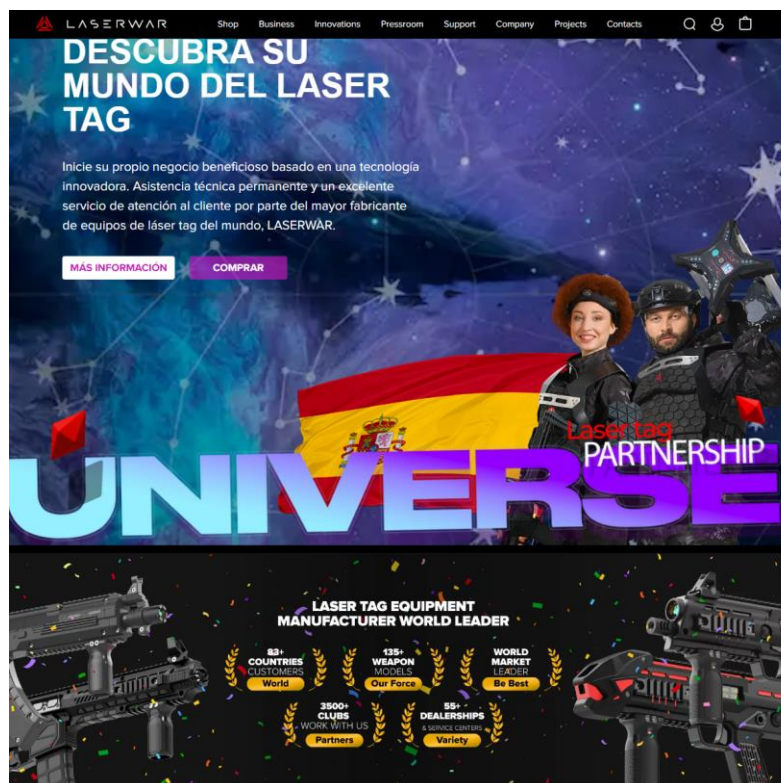 LASERWAR
Shop Business Innovations Pressroom Support Company Projects Contacts
DESCUBRA SU
MUNDO DEL LASER
TAG
Inicie su propio negocio beneficioso basado en una tecnología
innovadora. Asistencia técnica permanente y un excelente
servicio de atención al cliente por parte del mayor fabricante
de equipos de láser tag del mundo, LASERWAR.
MÁS INFORMACIÓN COMPRAR
Laser tag
PARTNERSHIP
UNIVERSE
LASER TAG EQUIPMENT
MANUFACTURER WORLD LEADER
83+
COUNTRIES
CUSTOMERS
World
135+
WEAPON
MODELS
Our Force
WORLD
MARKET
LEADER
Be Best
3500+
CLUBS
WORK WITH US
Partners
55+
DEALERSHIPS
& SERVICE CENTERS
Variety